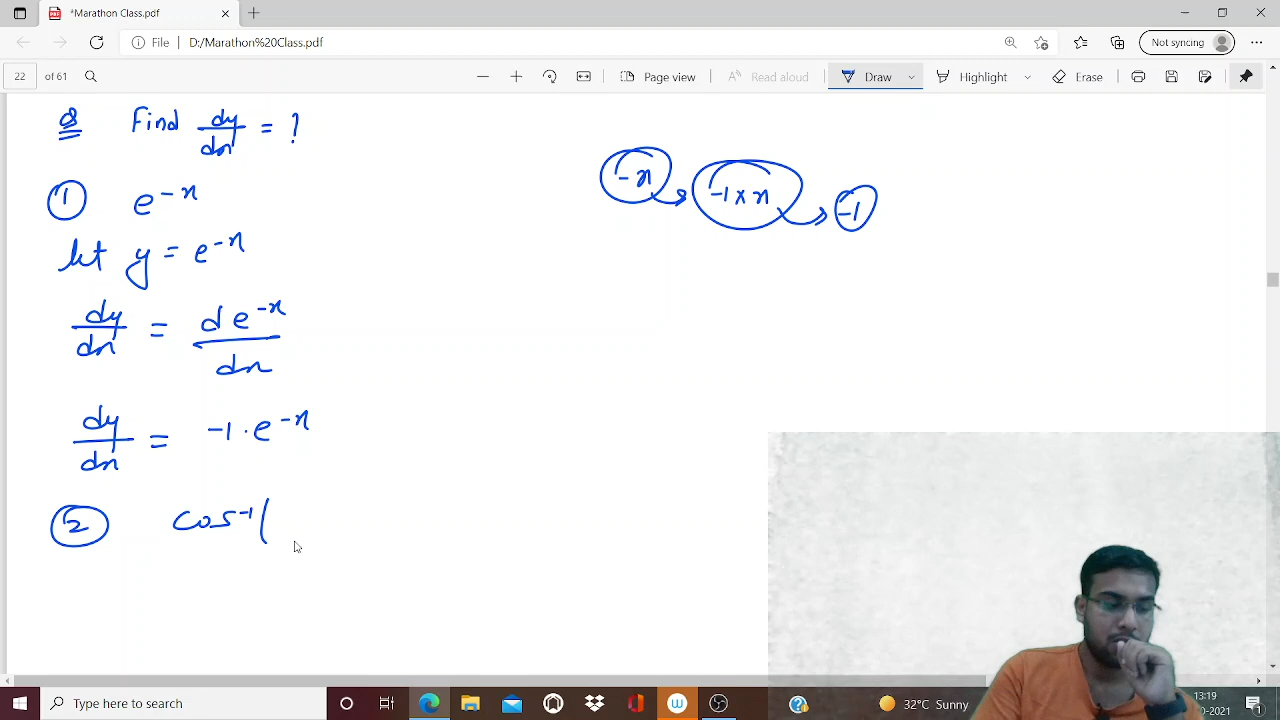 *Marathon Class.pdf
File D:/Marathon%20Class.pdf Not syncing
22 of 61 Page view Read aloud Draw Highlight Erase
Q Find dy/dx = ?
-x → -1 × x → -1
① e^-x
let y = e^-x
dy/dx = d e^-x/dx
dy/dx = -1 · e^-x
② cos^-1(
Type here to search 32°C Sunny 13:19
-2021